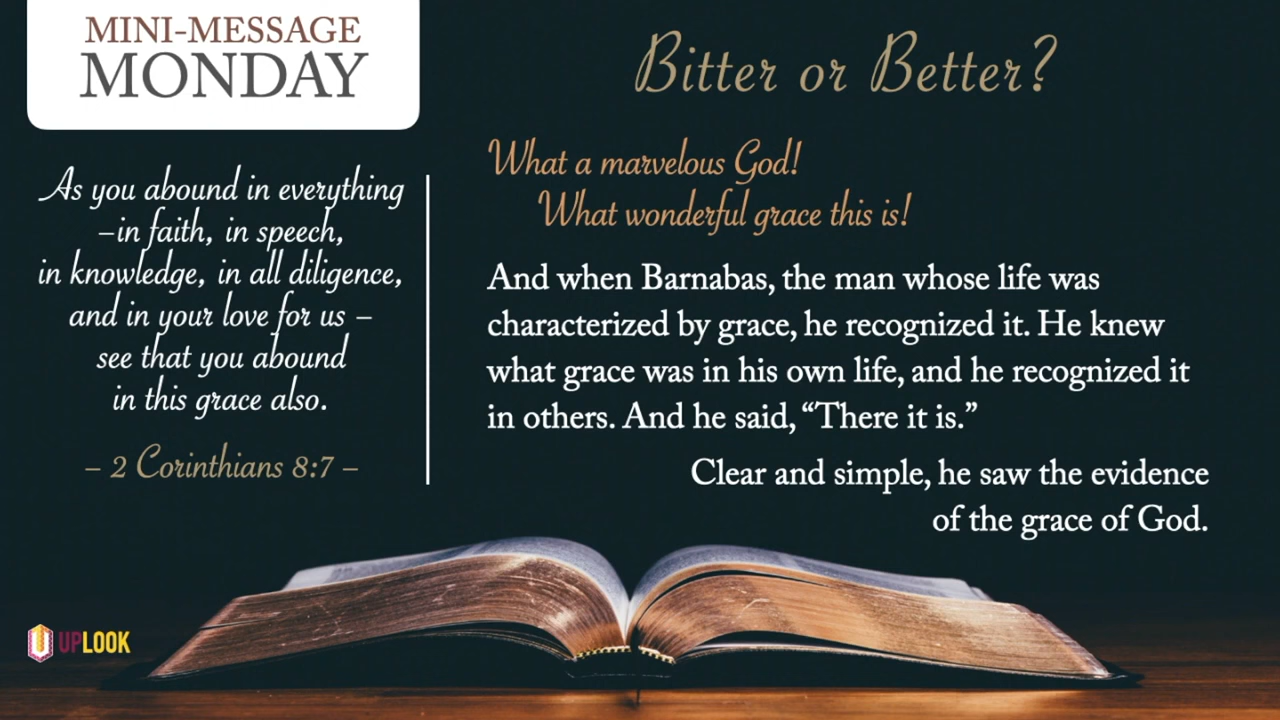 MINI-MESSAGE
MONDAY
As you abound in everything
–in faith, in speech,
in knowledge, in all diligence,
and in your love for us –
see that you abound
in this grace also.
– 2 Corinthians 8:7 –
Bitter or Better?
What a marvelous God!
What wonderful grace this is!
And when Barnabas, the man whose life was
characterized by grace, he recognized it. He knew
what grace was in his own life, and he recognized it
in others. And he said, “There it is.”
Clear and simple, he saw the evidence
of the grace of God.
UPLOOK